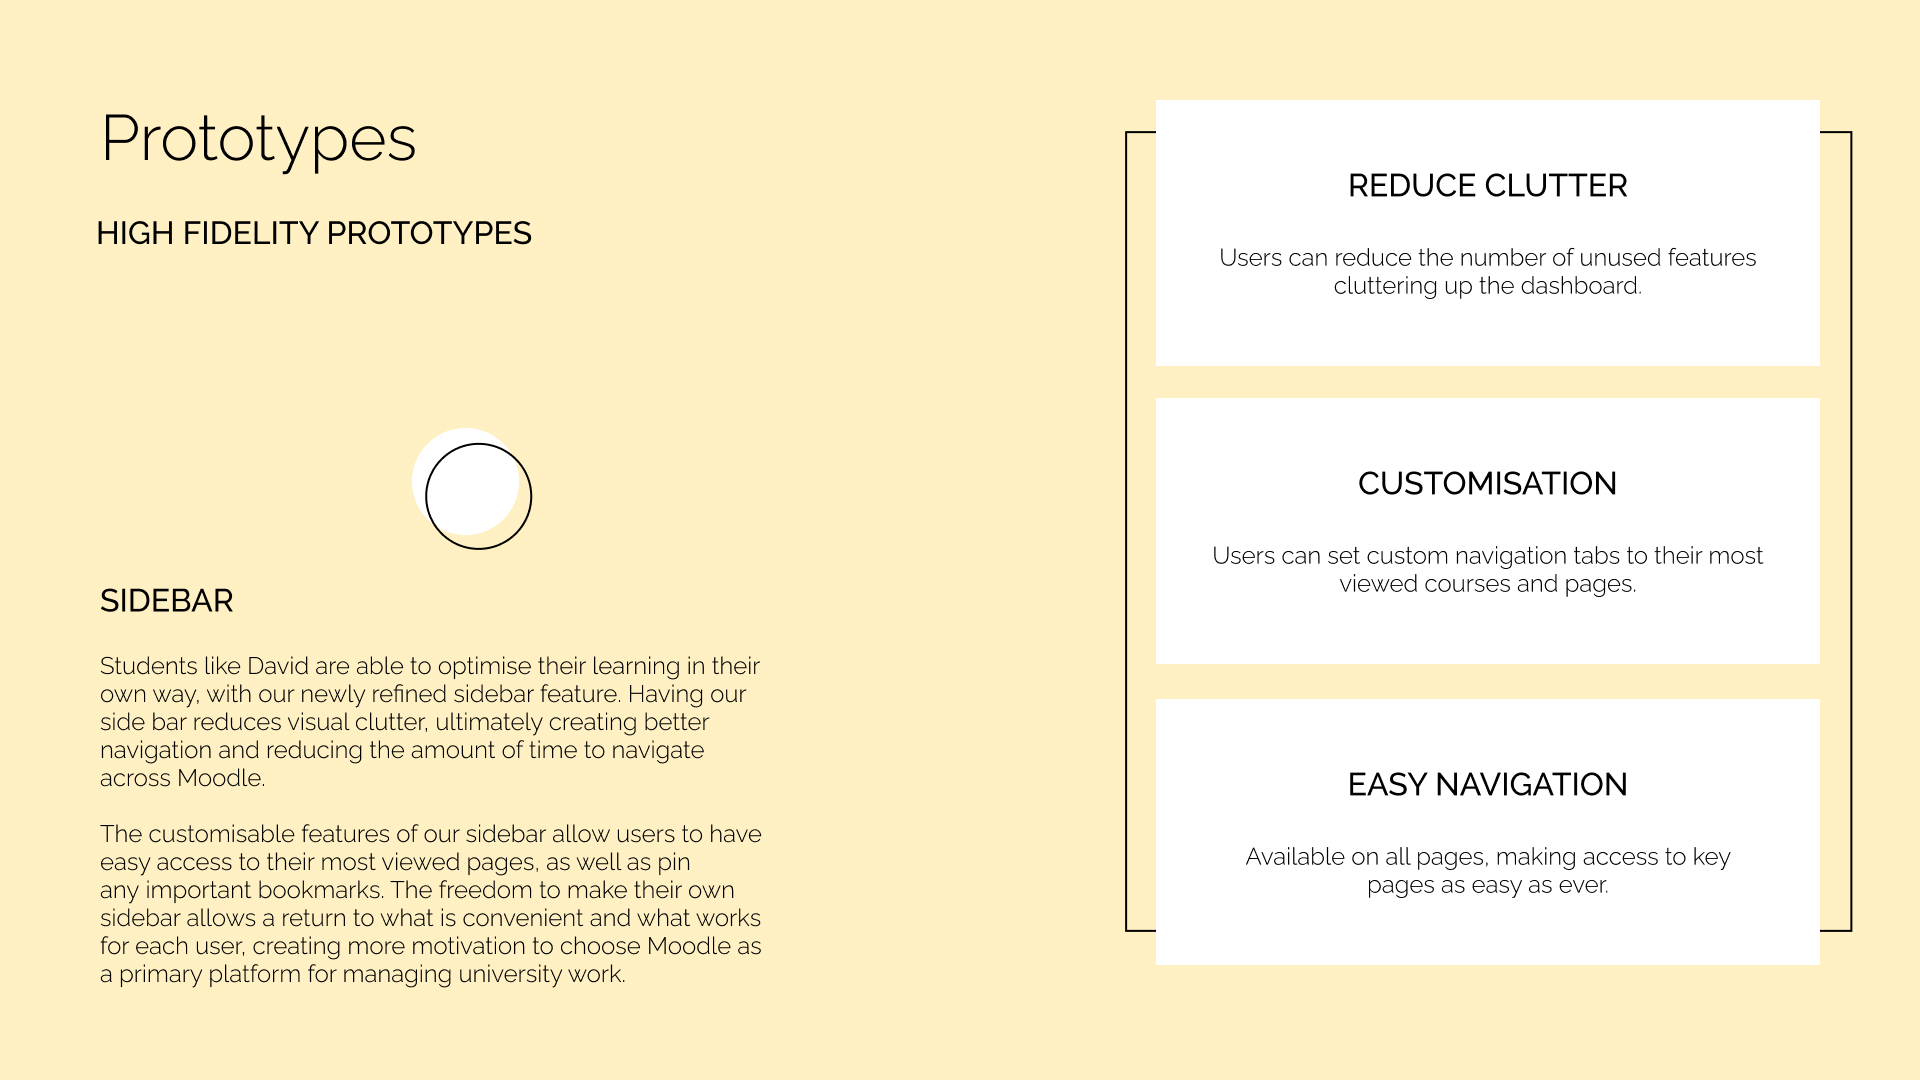 Prototypes
HIGH FIDELITY PROTOTYPES
SIDEBAR
Students like David are able to optimise their learning in their
own way, with our newly refined sidebar feature. Having our
side bar reduces visual clutter, ultimately creating better
navigation and reducing the amount of time to navigate
across Moodle.
The customisable features of our sidebar allow users to have
easy access to their most viewed pages, as well as pin
any important bookmarks. The freedom to make their own
sidebar allows a return to what is convenient and what works
for each user, creating more motivation to choose Moodle as
a primary platform for managing university work.
REDUCE CLUTTER
Users can reduce the number of unused features
cluttering up the dashboard.
CUSTOMISATION
Users can set custom navigation tabs to their most
viewed courses and pages.
EASY NAVIGATION
Available on all pages, making access to key
pages as easy as ever.